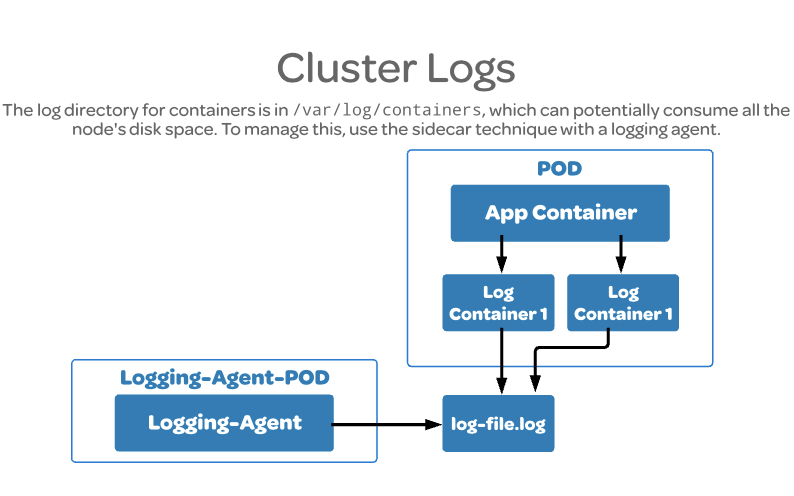 Cluster Logs
The log directory for containers is in /var/log/containers, which can potentially consume all the
node's disk space. To manage this, use the sidecar technique with a logging agent.
POD
App Container
Log
Container 1
Log
Container 1
Logging-Agent-POD
Logging-Agent
log-file.log